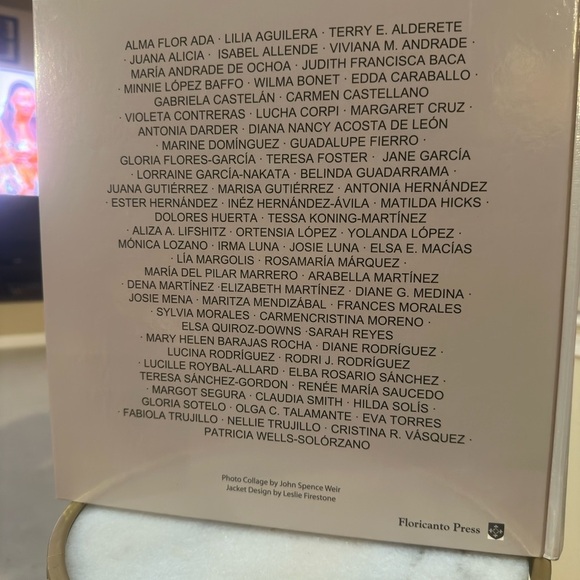 ALMA FLOR ADA · LILIA AGUILERA · TERRY E. ALDERETE
· JUANA ALICIA · ISABEL ALLENDE · VIVIANA M. ANDRADE ·
MARÍA ANDRADE DE OCHOA · JUDITH FRANCISCA BACA
· MINNIE LÓPEZ BAFFO · WILMA BONET · EDDA CARABALLO ·
GABRIELA CASTELÁN · CARMEN CASTELLANO
· VIOLETA CONTRERAS · LUCHA CORPI · MARGARET CRUZ ·
ANTONIA DARDER · DIANA NANCY ACOSTA DE LEÓN
· MARINE DOMÍNGUEZ · GUADALUPE FIERRO ·
GLORIA FLORES-GARCÍA · TERESA FOSTER · JANE GARCÍA
· LORRAINE GARCÍA-NAKATA · BELINDA GUADARRAMA ·
JUANA GUTIÉRREZ · MARISA GUTIÉRREZ · ANTONIA HERNÁNDEZ
· ESTER HERNÁNDEZ · INÉZ HERNÁNDEZ-ÁVILA · MATILDA HICKS ·
DOLORES HUERTA · TESSA KONING-MARTÍNEZ
· ALIZA A. LIFSHITZ · ORTENSIA LÓPEZ · YOLANDA LÓPEZ ·
MÓNICA LOZANO · IRMA LUNA · JOSIE LUNA · ELSA E. MACÍAS
· LÍA MARGOLIS · ROSAMARÍA MÁRQUEZ ·
MARÍA DEL PILAR MARRERO · ARABELLA MARTÍNEZ
· DENA MARTÍNEZ · ELIZABETH MARTÍNEZ · DIANE G. MEDINA ·
JOSIE MENA · MARITZA MENDIZÁBAL · FRANCES MORALES
· SYLVIA MORALES · CARMENCRISTINA MORENO ·
ELSA QUIROZ-DOWNS · SARAH REYES
· MARY HELEN BARAJAS ROCHA · DIANE RODRÍGUEZ ·
LUCINA RODRÍGUEZ · RODRI J. RODRÍGUEZ
· LUCILLE ROYBAL-ALLARD · ELBA ROSARIO SÁNCHEZ ·
TERESA SÁNCHEZ-GORDON · RENÉE MARÍA SAUCEDO
· MARGOT SEGURA · CLAUDIA SMITH · HILDA SOLÍS ·
GLORIA SOTELO · OLGA C. TALAMANTE · EVA TORRES
· FABIOLA TRUJILLO · NELLIE TRUJILLO · CRISTINA R. VÁSQUEZ ·
PATRICIA WELLS-SOLÓRZANO
Photo Collage by John Spence Weir
Jacket Design by Leslie Firestone
Floricanto Press